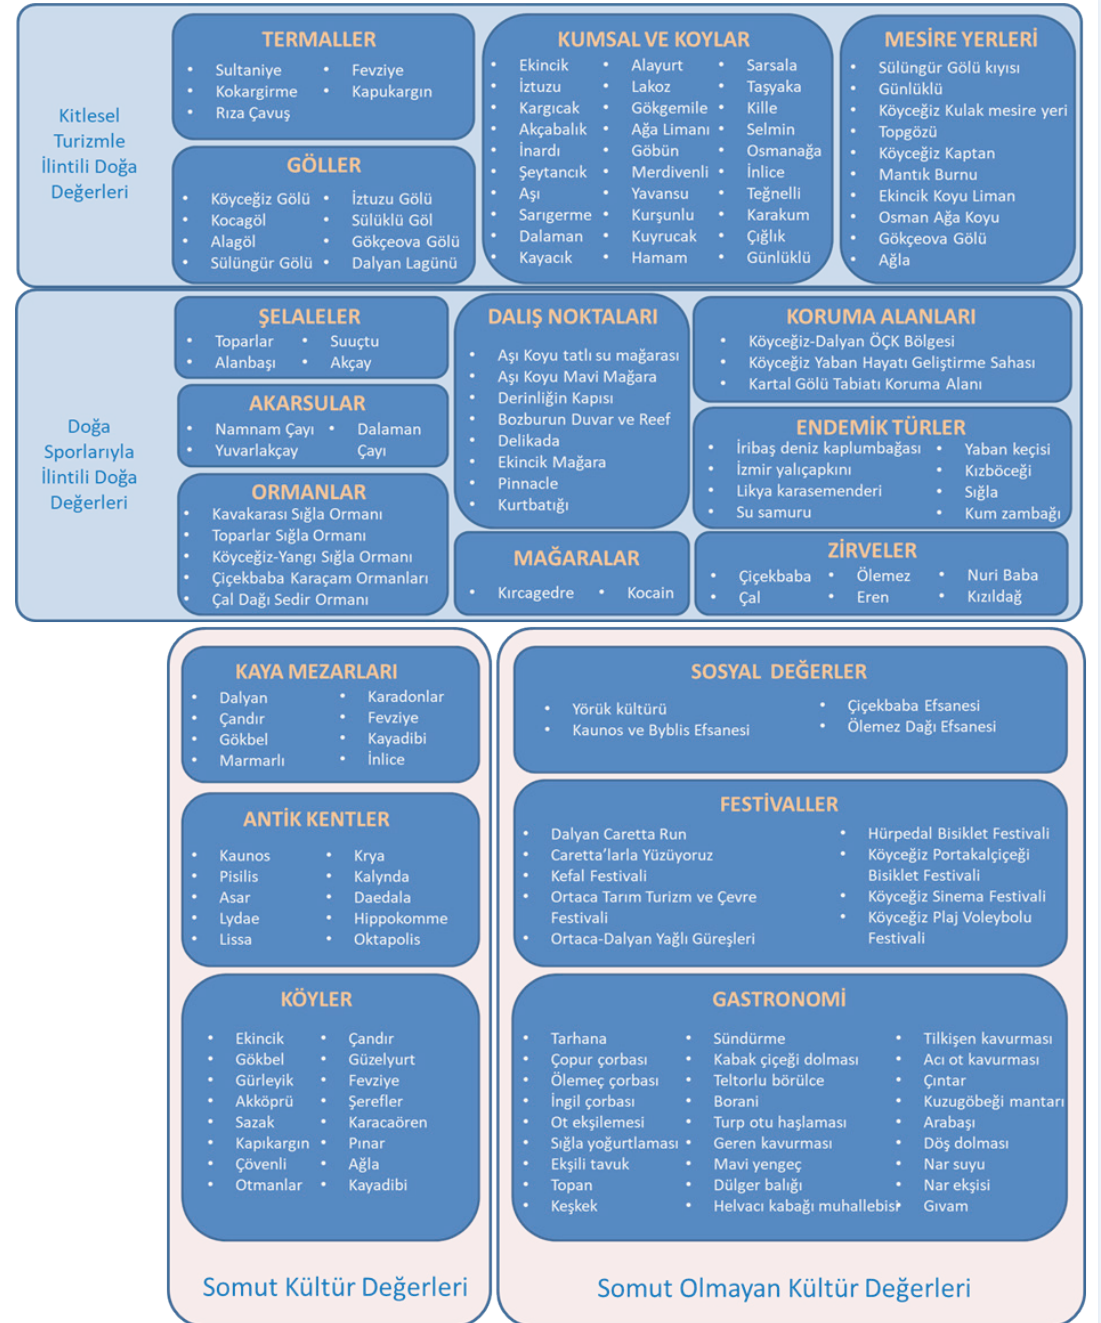 Kitlesel
Turizmle
İlintili Doğa
Değerleri
TERMALLER
• Sultaniye
• Kokargirme
• Rıza Çavuş
• Fevziye
• Kapukargın
GÖLLER
• Köyceğiz Gölü
• Kocagöl
• Alagöl
• Sülüngür Gölü
• İztuzu Gölü
• Sülüklü Göl
• Gökçeova Gölü
• Dalyan Lagünü
KUMSAL VE KOYLAR
• Ekincik
• İztuzu
• Kargıcak
• Akçabalık
• İnardı
• Şeytancık
• Aşı
• Sarıgerme
• Dalaman
• Kayacık
• Alayurt
• Lakoz
• Gökgemile
• Ağa Limanı
• Göbün
• Merdivenli
• Yavansu
• Kurşunlu
• Kuyrucak
• Hamam
• Sarsala
• Taşyaka
• Kille
• Selmin
• Osmanağa
• İnlice
• Teğnelli
• Karakum
• Çığlık
• Günlüklü
MESİRE YERLERİ
• Sülüngür Gölü kıyısı
• Günlüklü
• Köyceğiz Kulak mesire yeri
• Topgözü
• Köyceğiz Kaptan
• Mantık Burnu
• Ekincik Koyu Liman
• Osman Ağa Koyu
• Gökçeova Gölü
• Ağla
Doğa
Sporlarıyla
İlintili Doğa
Değerleri
ŞELALELER
• Toparlar
• Alanbaşı
• Suuçtu
• Akçay
AKARSULAR
• Namnam Çayı
• Yuvarlakçay
• Dalaman
Çayı
ORMANLAR
• Kavakarası Sığla Ormanı
• Toparlar Sığla Ormanı
• Köyceğiz-Yangı Sığla Ormanı
• Çiçekbaba Karaçam Ormanları
• Çal Dağı Sedir Ormanı
DALIŞ NOKTALARI
• Aşı Koyu tatlı su mağarası
• Aşı Koyu Mavi Mağara
• Derinliğin Kapısı
• Bozburun Duvar ve Reef
• Delikada
• Ekincik Mağara
• Pinnacle
• Kurtbatığı
MAĞARALAR
• Kırcagedre
• Kocain
KORUMA ALANLARI
• Köyceğiz-Dalyan ÖÇK Bölgesi
• Köyceğiz Yaban Hayatı Geliştirme Sahası
• Kartal Gölü Tabiatı Koruma Alanı
ENDEMİK TÜRLER
• İribaş deniz kaplumbağası
• İzmir yalıçapkını
• Likya karasemenderi
• Su samuru
• Yaban keçisi
• Kızböceği
• Sığla
• Kum zambağı
ZİRVELER
• Çiçekbaba
• Çal
• Ölemez
• Eren
• Nuri Baba
• Kızıldağ
KAYA MEZARLARI
• Dalyan
• Çandır
• Gökbel
• Marmarlı
• Karadonlar
• Fevziye
• Kayadibi
• İnlice
ANTİK KENTLER
• Kaunos
• Pisilis
• Asar
• Lydae
• Lissa
• Krya
• Kalynda
• Daedala
• Hippokomme
• Oktapolis
KÖYLER
• Ekincik
• Gökbel
• Gürleyik
• Akköprü
• Sazak
• Kapıkargın
• Çövenli
• Otmanlar
• Çandır
• Güzelyurt
• Fevziye
• Şerefler
• Karacaören
• Pınar
• Ağla
• Kayadibi
Somut Kültür Değerleri
SOSYAL DEĞERLER
• Yörük kültürü
• Kaunos ve Byblis Efsanesi
• Çiçekbaba Efsanesi
• Ölemez Dağı Efsanesi
FESTİVALLER
• Dalyan Caretta Run
• Caretta’larla Yüzüyoruz
• Kefal Festivali
• Ortaca Tarım Turizm ve Çevre
Festivali
• Ortaca-Dalyan Yağlı Güreşleri
• Hürpedal Bisiklet Festivali
• Köyceğiz Portakalçiçeği
Bisiklet Festivali
• Köyceğiz Sinema Festivali
• Köyceğiz Plaj Voleybolu
Festivali
GASTRONOMİ
• Tarhana
• Çopur çorbası
• Ölemeç çorbası
• İngil çorbası
• Ot ekşilemesi
• Sığla yoğurtlaması
• Ekşili tavuk
• Topan
• Keşkek
• Sündürme
• Kabak çiçeği dolması
• Teltorlu börülce
• Borani
• Turp otu haşlaması
• Geren kavurması
• Mavi yengeç
• Dülger balığı
• Helvacı kabağı muhallebisi
• Tilkişen kavurması
• Acı ot kavurması
• Çıntar
• Kuzugöbeği mantarı
• Arabaşı
• Döş dolması
• Nar suyu
• Nar ekşisi
• Gıvam
Somut Olmayan Kültür Değerleri